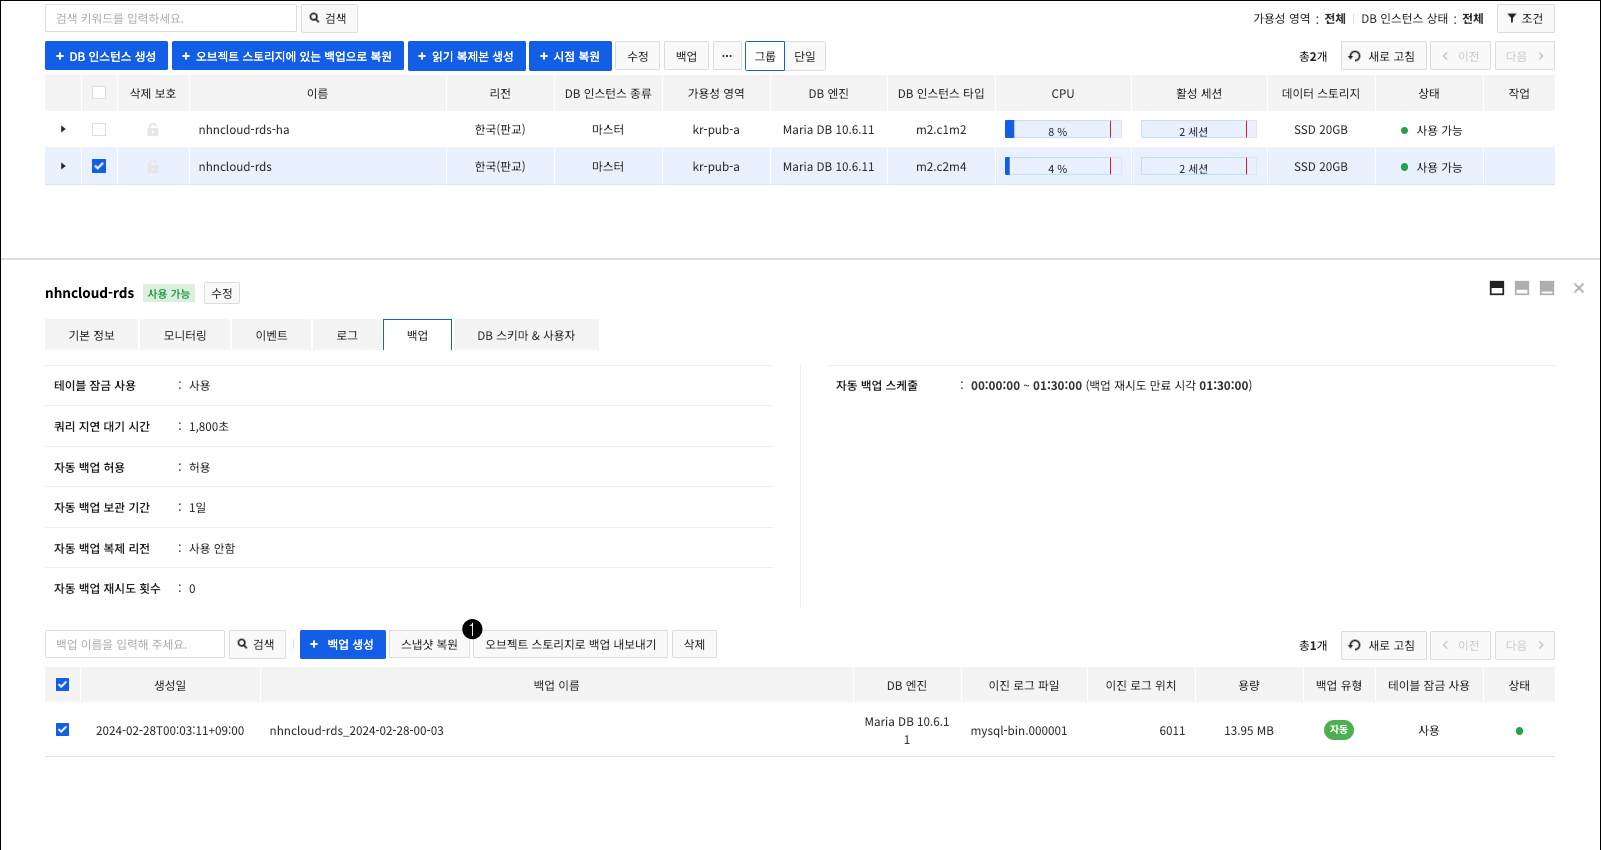 검색 키워드를 입력하세요. 검색 가용성 영역 : 전체 DB 인스턴스 상태 : 전체 조건
+ DB 인스턴스 생성 + 오브젝트 스토리지에 있는 백업으로 복원 + 읽기 복제본 생성 + 시점 복원 수정 백업 ... 그룹 단일 총2개 새로 고침 < 이전 다음 >
삭제 보호 이름 리전 DB 인스턴스 종류 가용성 영역 DB 엔진 DB 인스턴스 타입 CPU 활성 세션 데이터 스토리지 상태 작업
nhncloud-rds-ha 한국(판교) 마스터 kr-pub-a Maria DB 10.6.11 m2.c1m2 8 % 2 세션 SSD 20GB 사용 가능
nhncloud-rds 한국(판교) 마스터 kr-pub-a Maria DB 10.6.11 m2.c2m4 4 % 2 세션 SSD 20GB 사용 가능
nhncloud-rds 사용 가능 수정
기본 정보 모니터링 이벤트 로그 백업 DB 스키마 & 사용자
테이블 잠금 사용 : 사용 자동 백업 스케줄 : 00:00:00 ~ 01:30:00 (백업 재시도 만료 시각 01:30:00)
쿼리 지연 대기 시간 : 1,800초
자동 백업 허용 : 허용
자동 백업 보관 기간 : 1일
자동 백업 복제 리전 : 사용 안함
자동 백업 재시도 횟수 : 0
1
백업 이름을 입력해 주세요. 검색 + 백업 생성 스냅샷 복원 오브젝트 스토리지로 백업 내보내기 삭제 총1개 새로 고침 < 이전 다음 >
생성일 백업 이름 DB 엔진 이진 로그 파일 이진 로그 위치 용량 백업 유형 테이블 잠금 사용 상태
2024-02-28T00:03:11+09:00 nhncloud-rds_2024-02-28-00-03 Maria DB 10.6.1
1 mysql-bin.000001 6011 13.95 MB 자동 사용